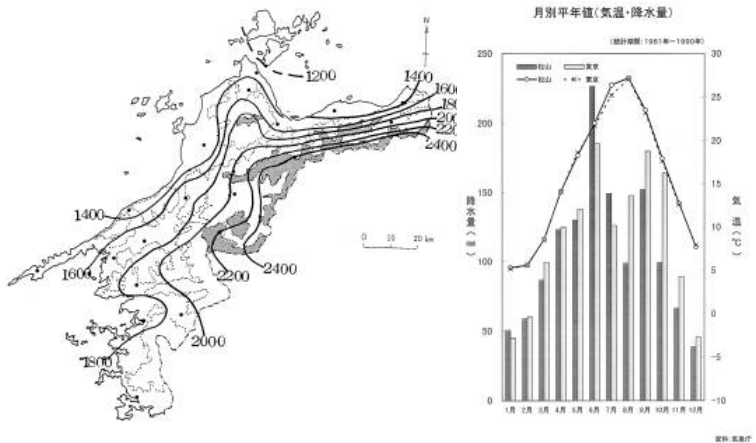 N
1200
1400
1600
1800
2000
2200
2400
1400
1600
1800
2000
2200
2400
0 10 20 km
月別平年値(気温・降水量)
(統計期間:1961年~1990年)
松山 東京
松山 東京
250
200
150
100
50
0
降水量(㎜)
30
25
20
15
10
5
0
-5
-10
気温(℃)
1月 2月 3月 4月 5月 6月 7月 8月 9月 10月 11月 12月
資料:気象庁